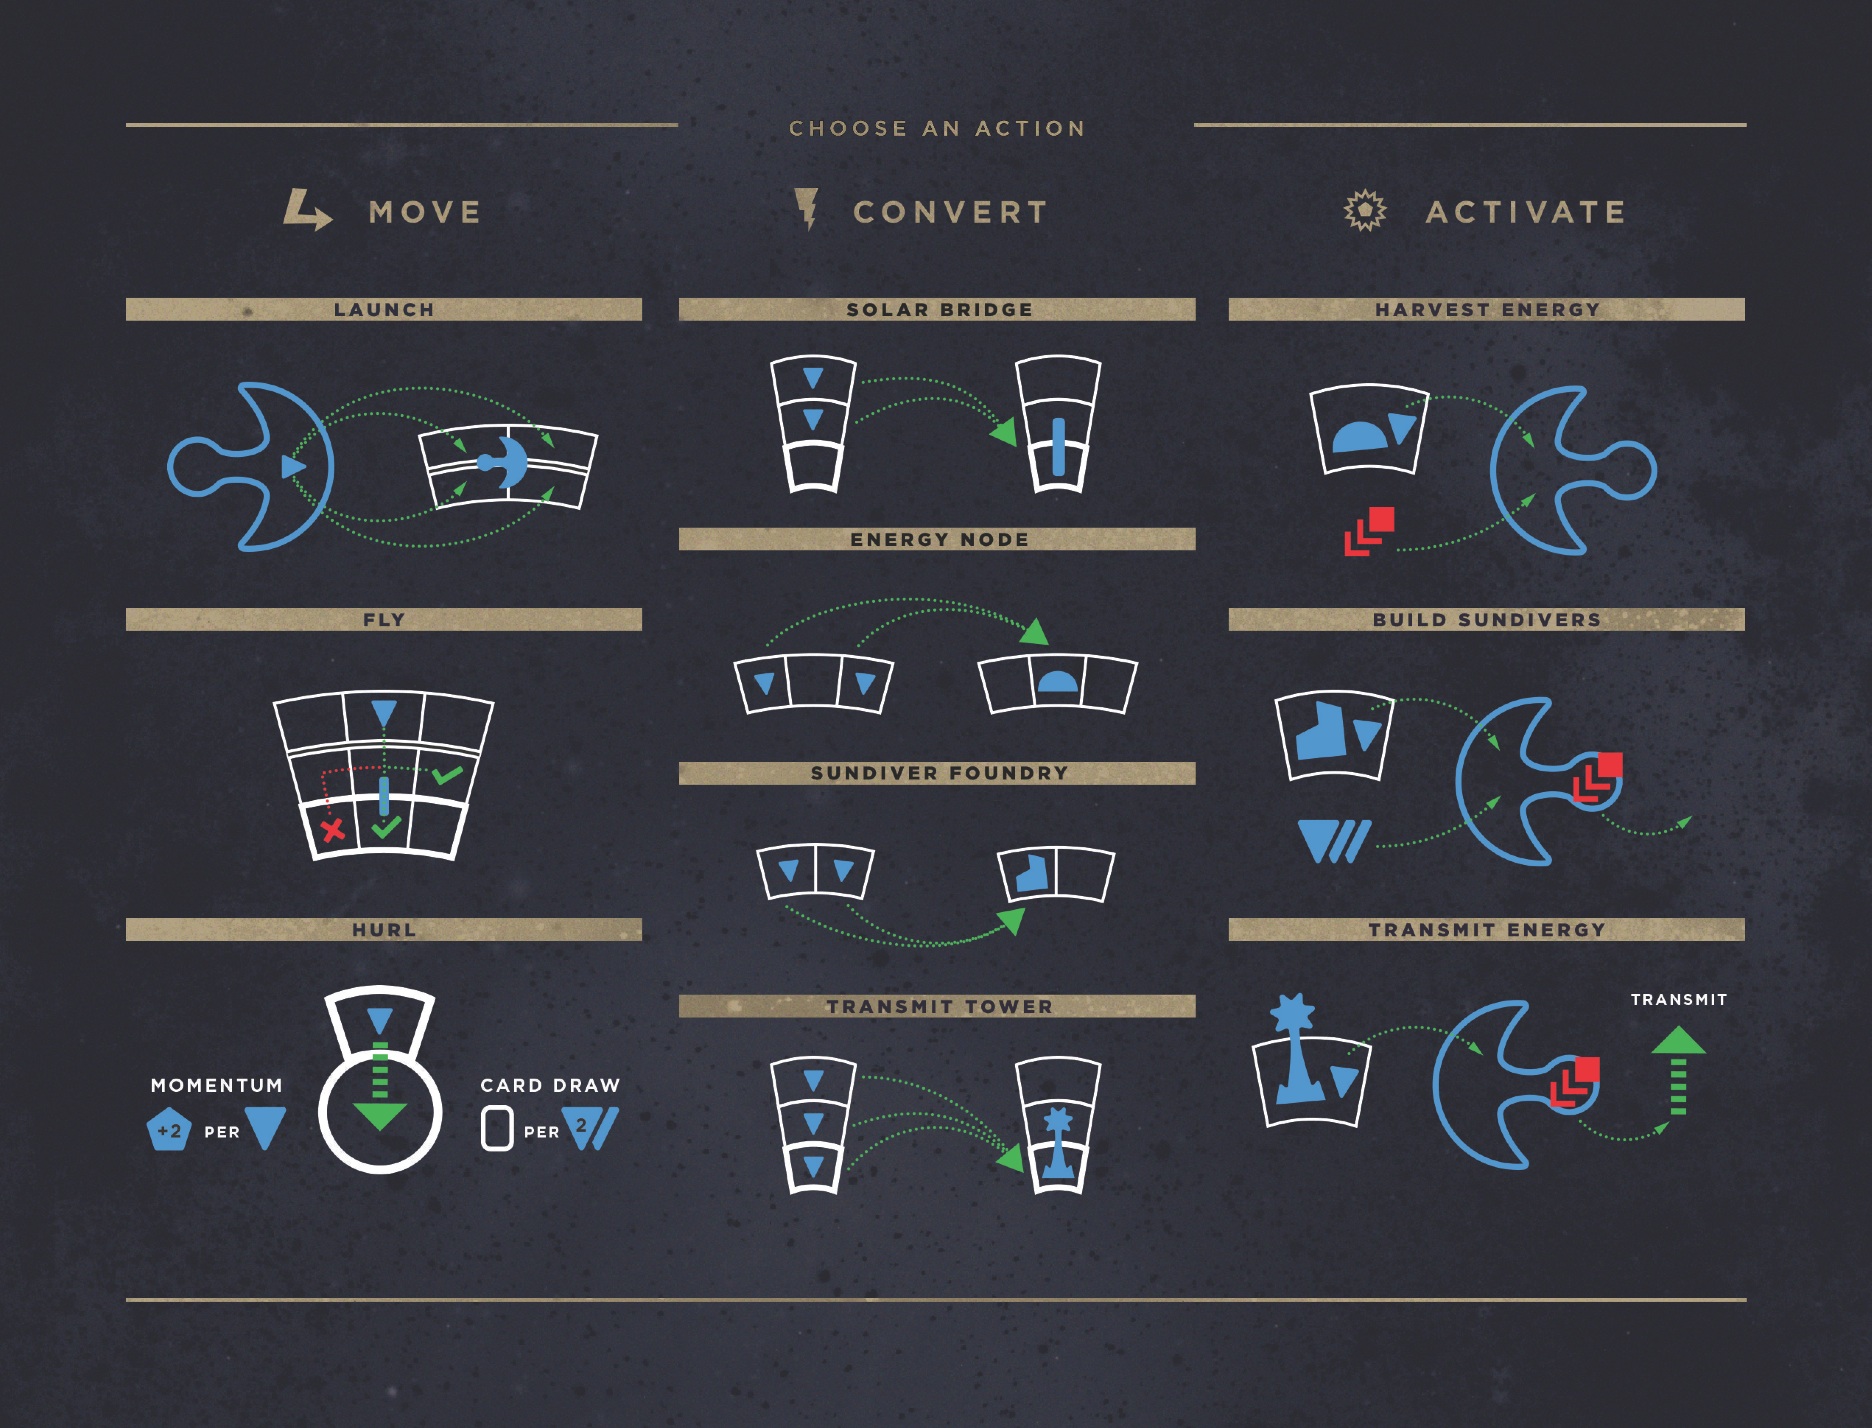 CHOOSE AN ACTION
MOVE
CONVERT
ACTIVATE
LAUNCH
SOLAR BRIDGE
HARVEST ENERGY
ENERGY NODE
FLY
BUILD SUNDIVERS
SUNDIVER FOUNDRY
HURL
TRANSMIT ENERGY
TRANSMIT TOWER
TRANSMIT
MOMENTUM
+2 PER
CARD DRAW
PER 2